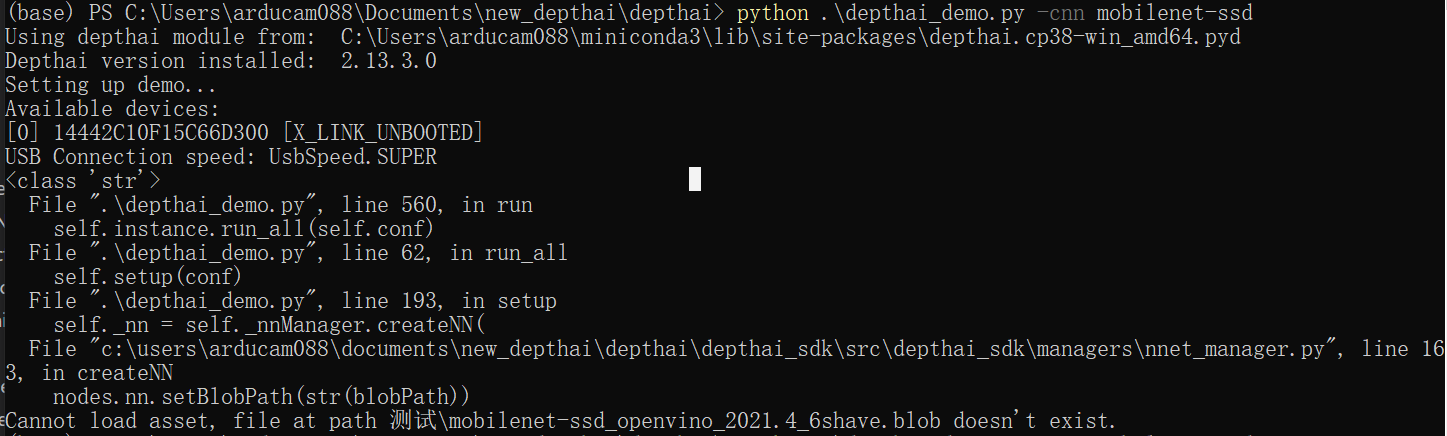 (base) PS C:\Users\arducam088\Documents\new_depthai\depthai> python .\depthai_demo.py -cnn mobilenet-ssd
Using depthai module from:  C:\Users\arducam088\miniconda3\lib\site-packages\depthai.cp38-win_amd64.pyd
Depthai version installed:  2.13.3.0
Setting up demo...
Available devices:
[0] 14442C10F15C66D300 [X_LINK_UNBOOTED]
USB Connection speed: UsbSpeed.SUPER
<class 'str'>
  File ".\depthai_demo.py", line 560, in run
    self.instance.run_all(self.conf)
  File ".\depthai_demo.py", line 62, in run_all
    self.setup(conf)
  File ".\depthai_demo.py", line 193, in setup
    self._nn = self._nnManager.createNN(
  File "c:\users\arducam088\documents\new_depthai\depthai\depthai_sdk\src\depthai_sdk\managers\nnet_manager.py", line 16
3, in createNN
    nodes.nn.setBlobPath(str(blobPath))
Cannot load asset, file at path 测试\mobilenet-ssd_openvino_2021.4_6shave.blob doesn't exist.